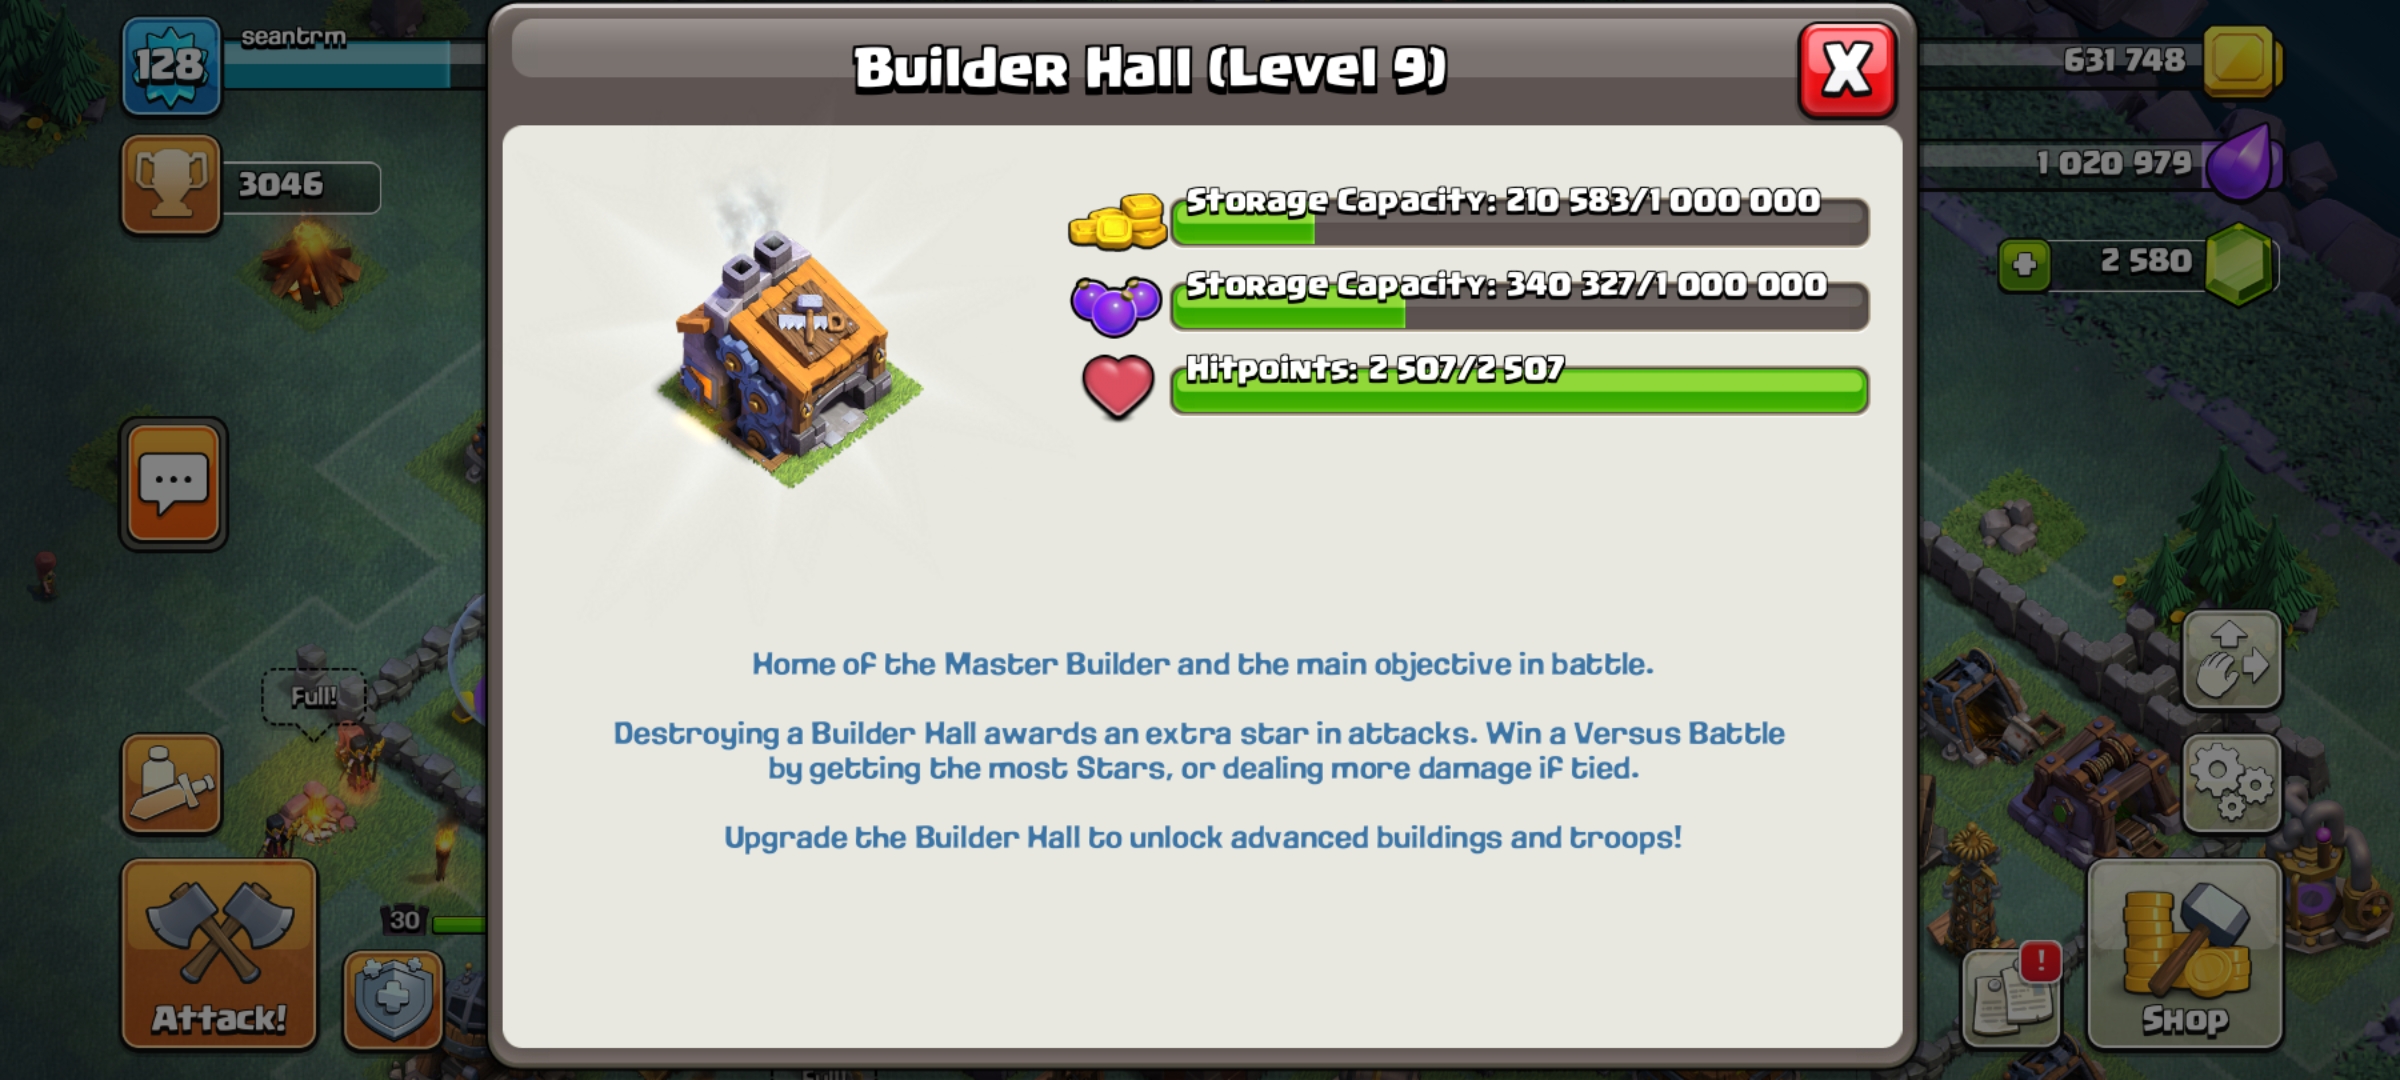 128
seantrm
Builder Hall (Level 9)
X
631 748
3046
Storage Capacity: 210 583/1 000 000
1 020 979
Storage Capacity: 340 327/1 000 000
2 580
Hitpoints: 2 507/2 507
Full!
Home of the Master Builder and the main objective in battle.
Destroying a Builder Hall awards an extra star in attacks. Win a Versus Battle
by getting the most Stars, or dealing more damage if tied.
Upgrade the Builder Hall to unlock advanced buildings and troops!
30
!
Attack!
Shop